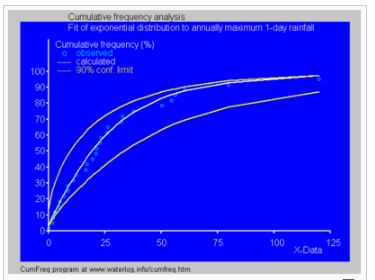 Cumulative frequency analysis
Fit of exponential distribution to annually maximum 1-day rainfall
Cumulative frequency (%)
observed
calculated
90% conf. limit
100
90
80
70
60
50
40
30
20
10
0
0 25 50 75 100 125
X-Data
CumFreq program at www.waterlog.info/cumfreq.htm